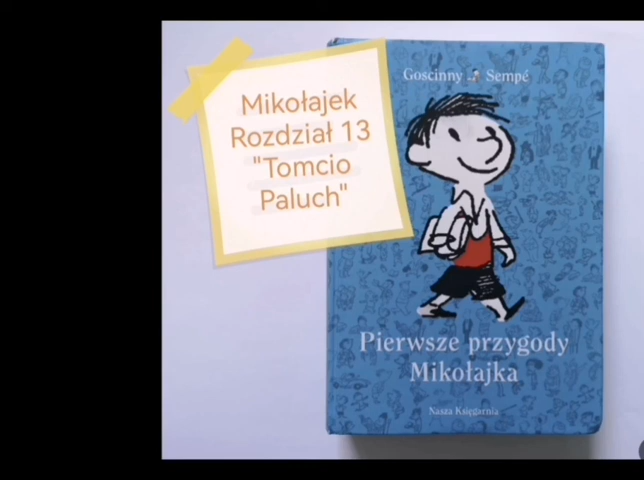 Mikołajek
Rozdział 13
"Tomcio
Paluch"
Goscinny Sempé
Pierwsze przygody
Mikołajka
Nasza Księgarnia